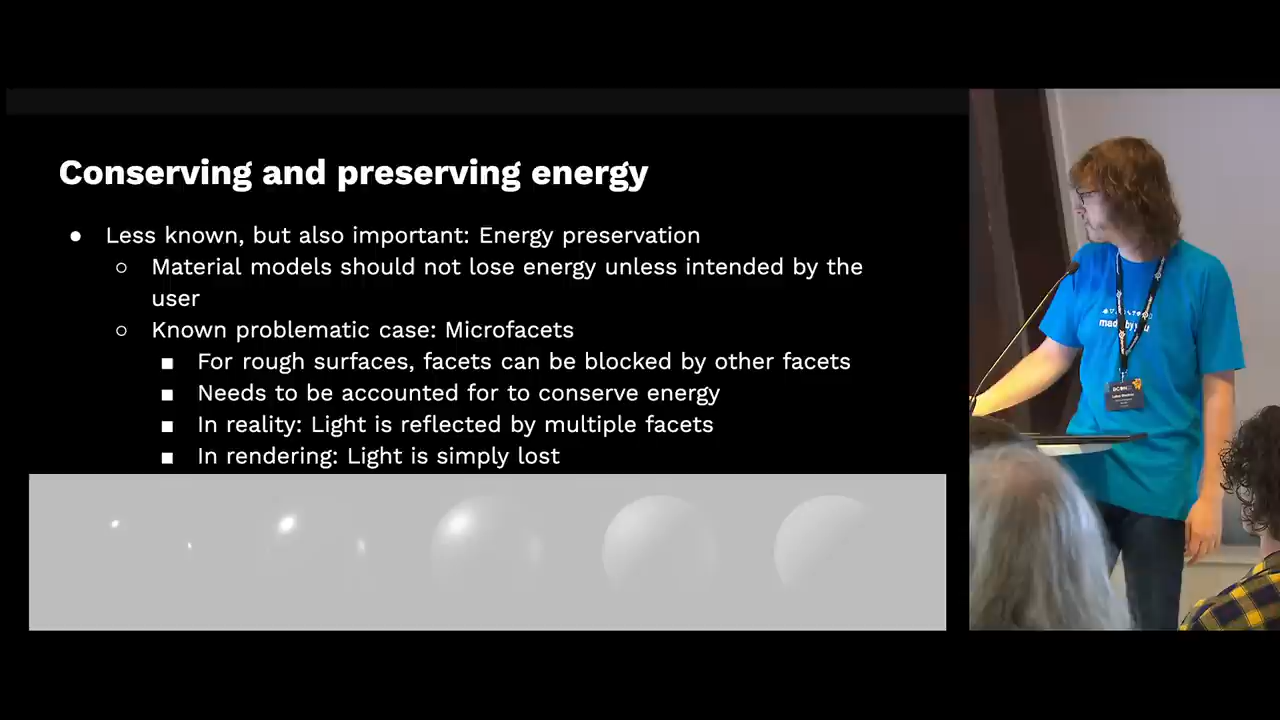 Conserving and preserving energy
● Less known, but also important: Energy preservation
○ Material models should not lose energy unless intended by the
user
○ Known problematic case: Microfacets
■ For rough surfaces, facets can be blocked by other facets
■ Needs to be accounted for to conserve energy
■ In reality: Light is reflected by multiple facets
■ In rendering: Light is simply lost
made by you